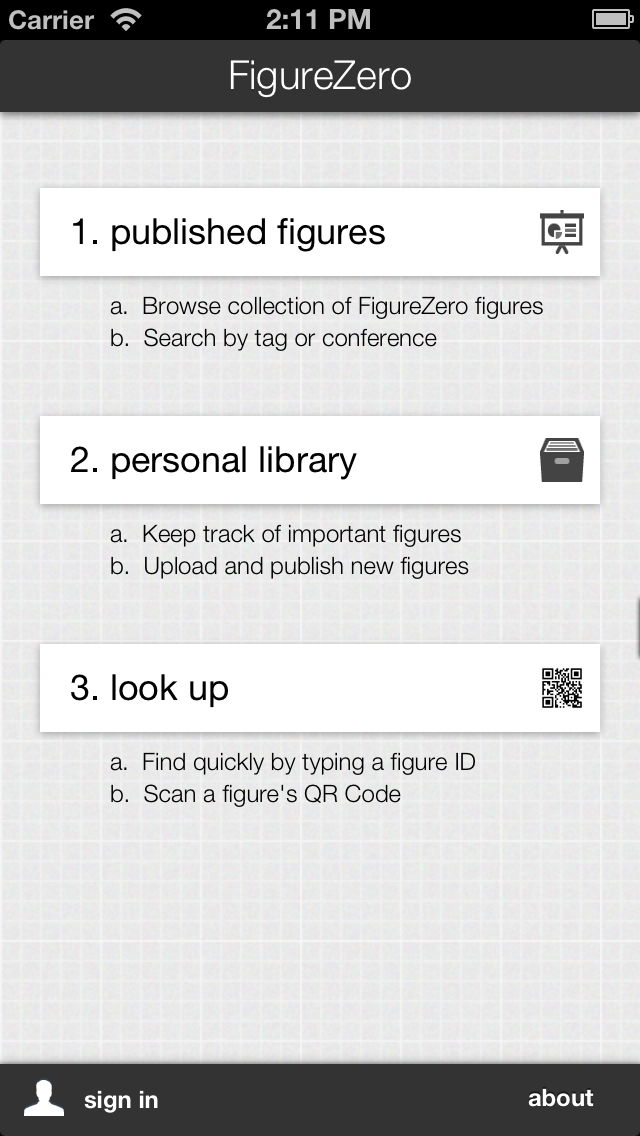 Carrier 2:11 PM
FigureZero
1. published figures
a. Browse collection of FigureZero figures
b. Search by tag or conference
2. personal library
a. Keep track of important figures
b. Upload and publish new figures
3. look up
a. Find quickly by typing a figure ID
b. Scan a figure's QR Code
sign in about